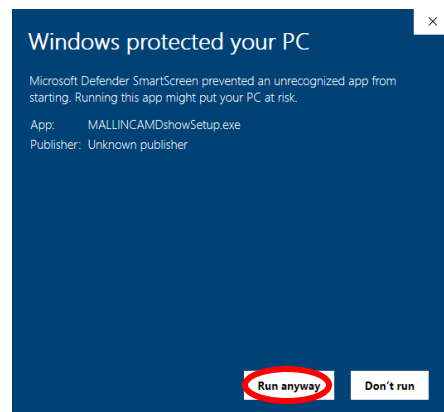 Windows protected your PC
Microsoft Defender SmartScreen prevented an unrecognized app from
starting. Running this app might put your PC at risk.
App: MALLINCAMDshowSetup.exe
Publisher: Unknown publisher
Run anyway Don't run